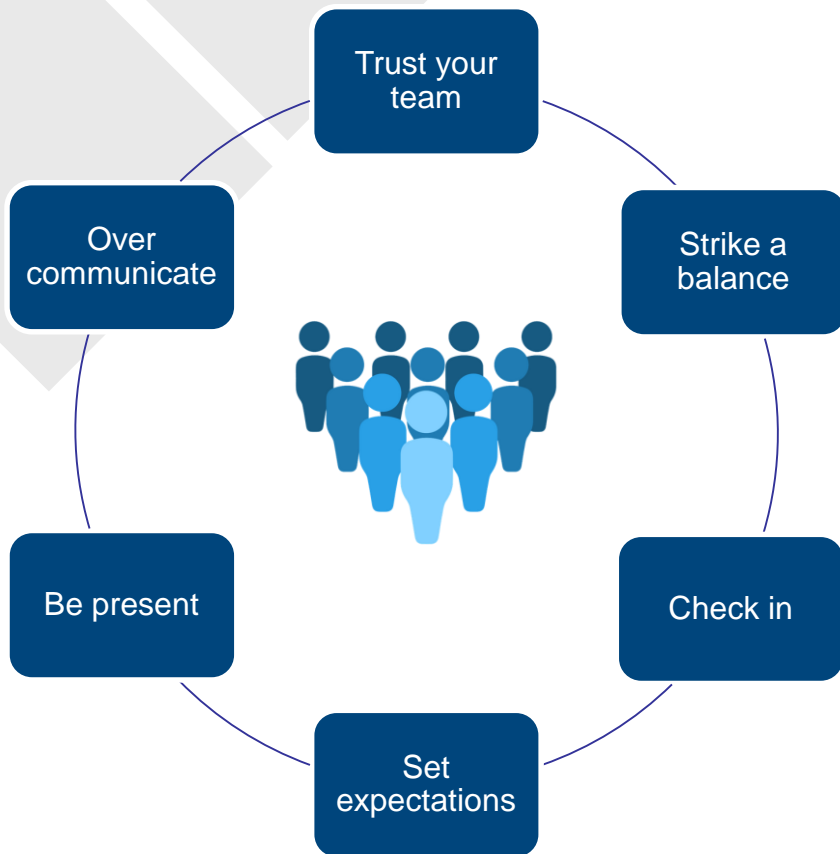 Trust your
team
Strike a
balance
Check in
Set
expectations
Be present
Over
communicate